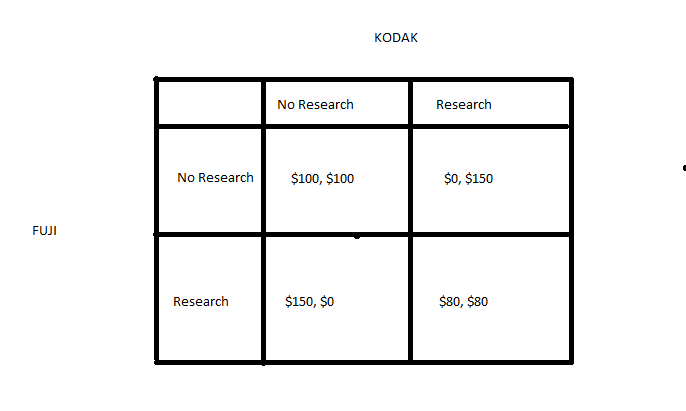 KODAK
No Research Research
No Research $100, $100 $0, $150
FUJI
Research $150, $0 $80, $80